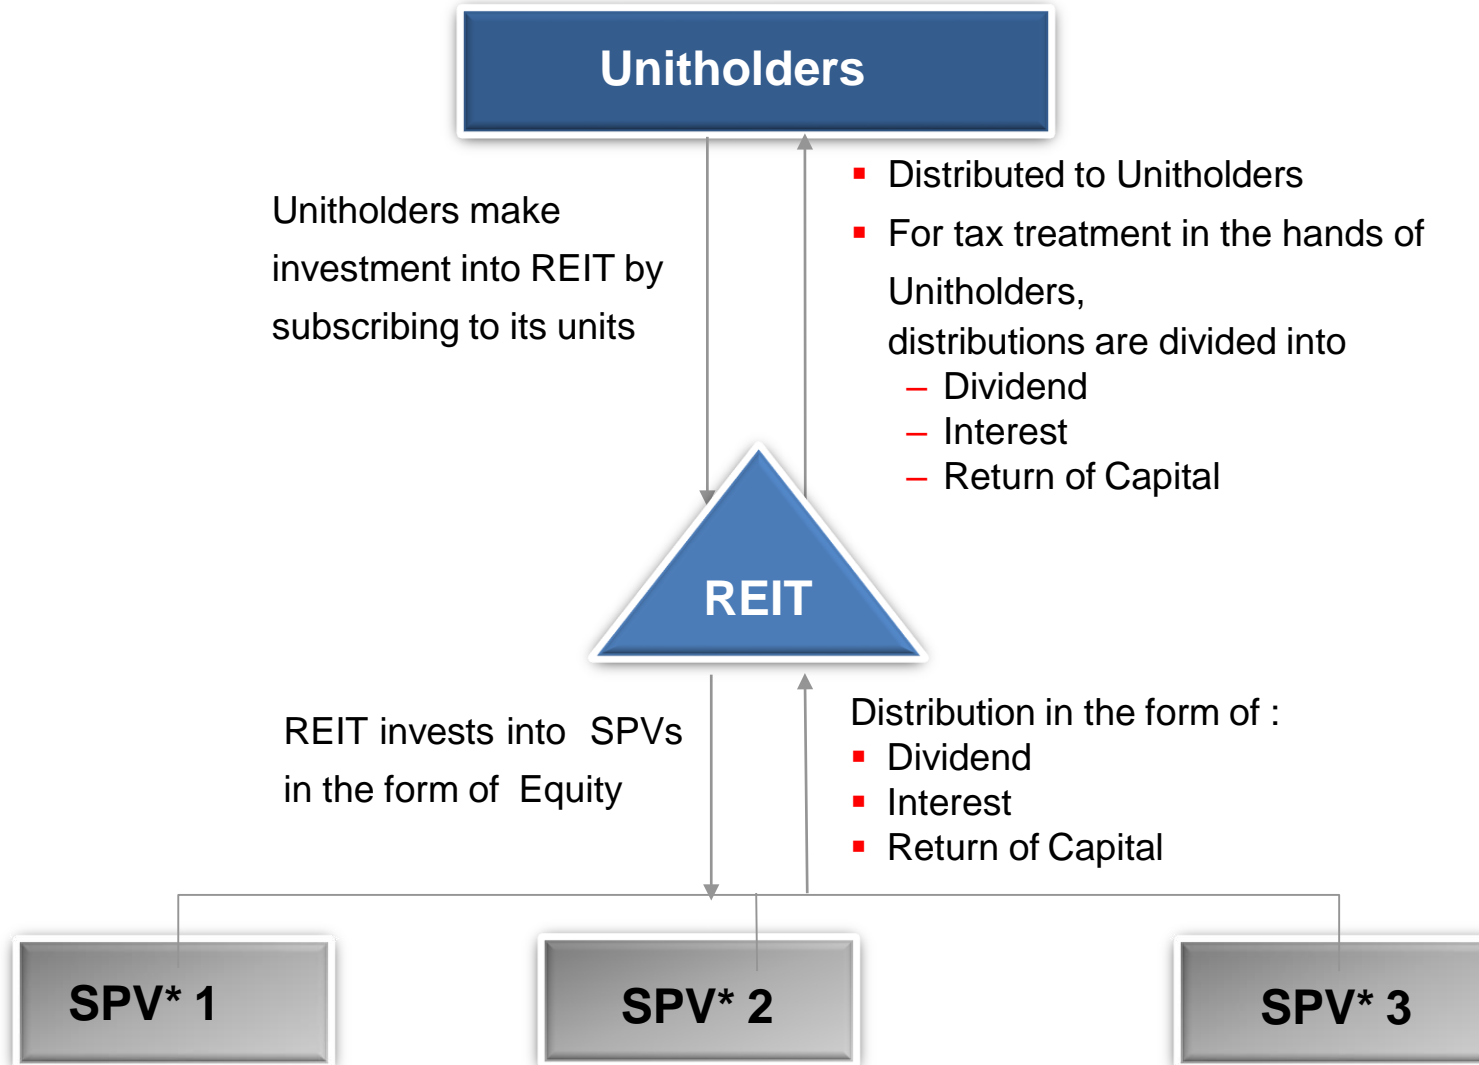 Unitholders
Unitholders make
investment into REIT by
subscribing to its units
▪ Distributed to Unitholders
▪ For tax treatment in the hands of
Unitholders,
distributions are divided into
– Dividend
– Interest
– Return of Capital
REIT
REIT invests into SPVs
in the form of Equity
Distribution in the form of :
▪ Dividend
▪ Interest
▪ Return of Capital
SPV* 1
SPV* 2
SPV* 3